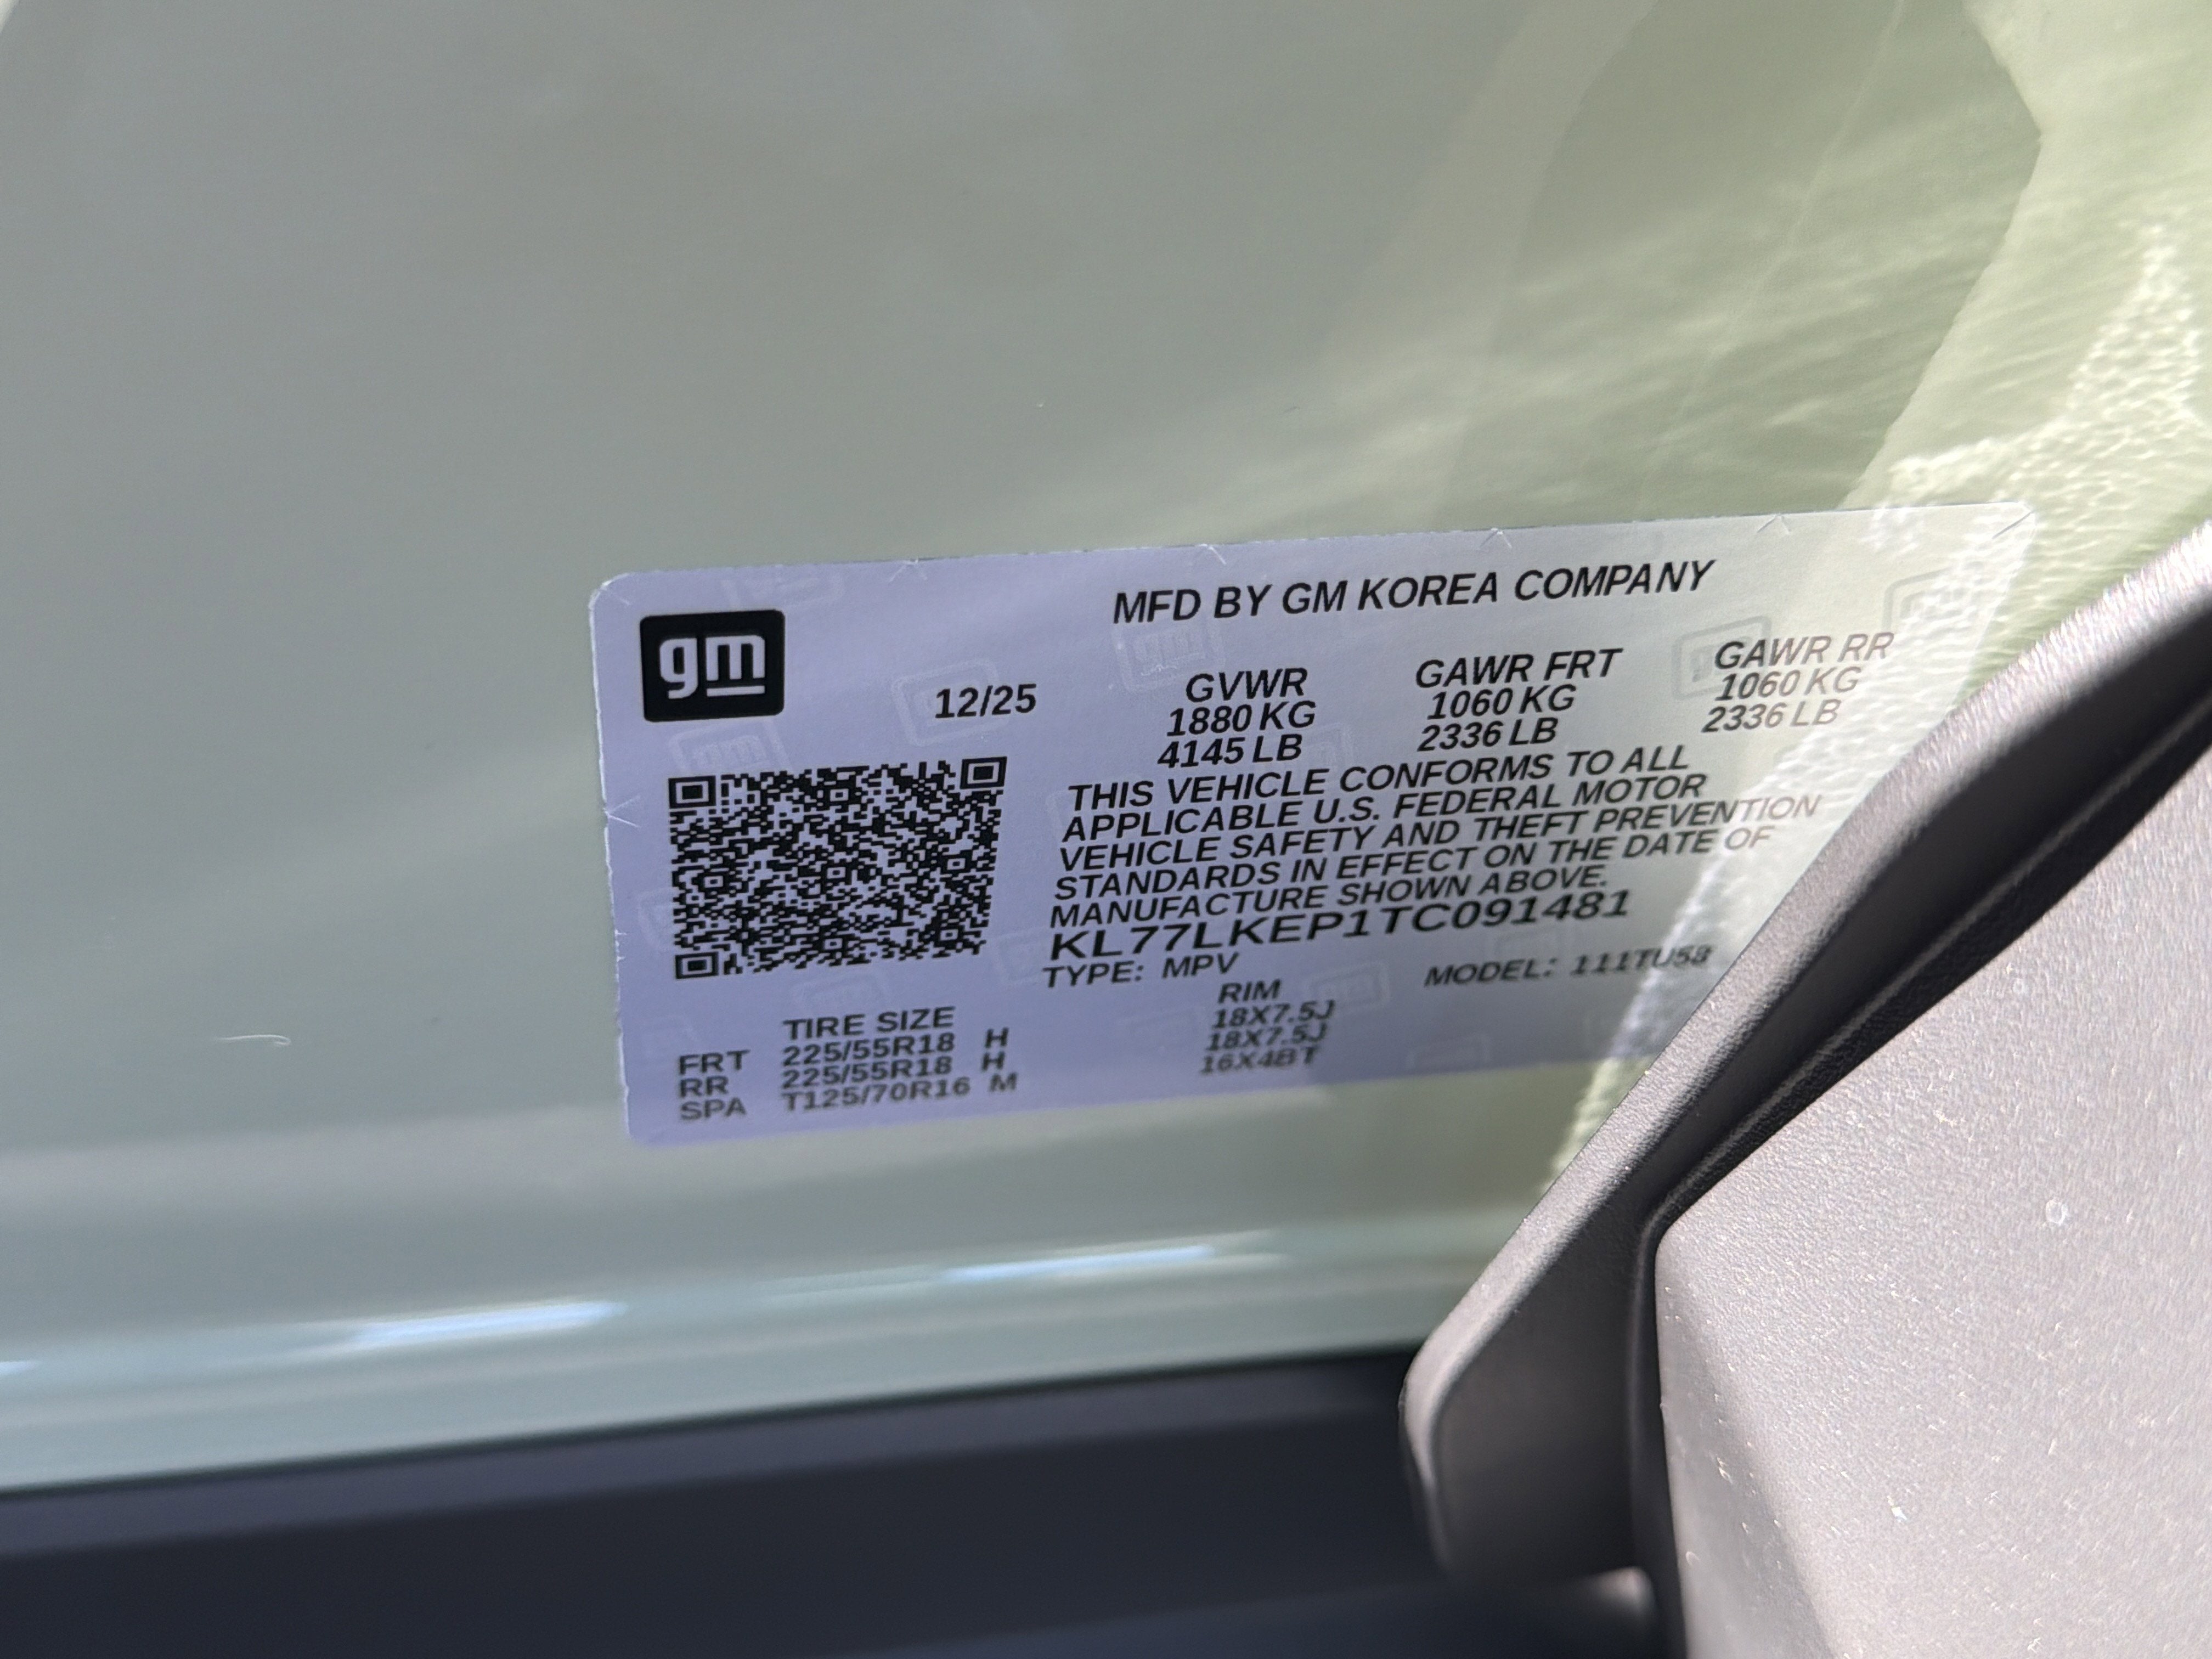 gm
MFD BY GM KOREA COMPANY
12/25
GVWR GAWR FRT GAWR RR
1880 KG 1060 KG 1060 KG
4145 LB 2336 LB 2336 LB
THIS VEHICLE CONFORMS TO ALL
APPLICABLE U.S. FEDERAL MOTOR
VEHICLE SAFETY AND THEFT PREVENTION
STANDARDS IN EFFECT ON THE DATE OF
MANUFACTURE SHOWN ABOVE.
KL77LKEP1TC091481
TYPE: MPV MODEL: 111TU58
TIRE SIZE RIM
FRT 225/55R18 H 18X7.5J
RR 225/55R18 H 18X7.5J
SPA T125/70R16 M 16X4BT